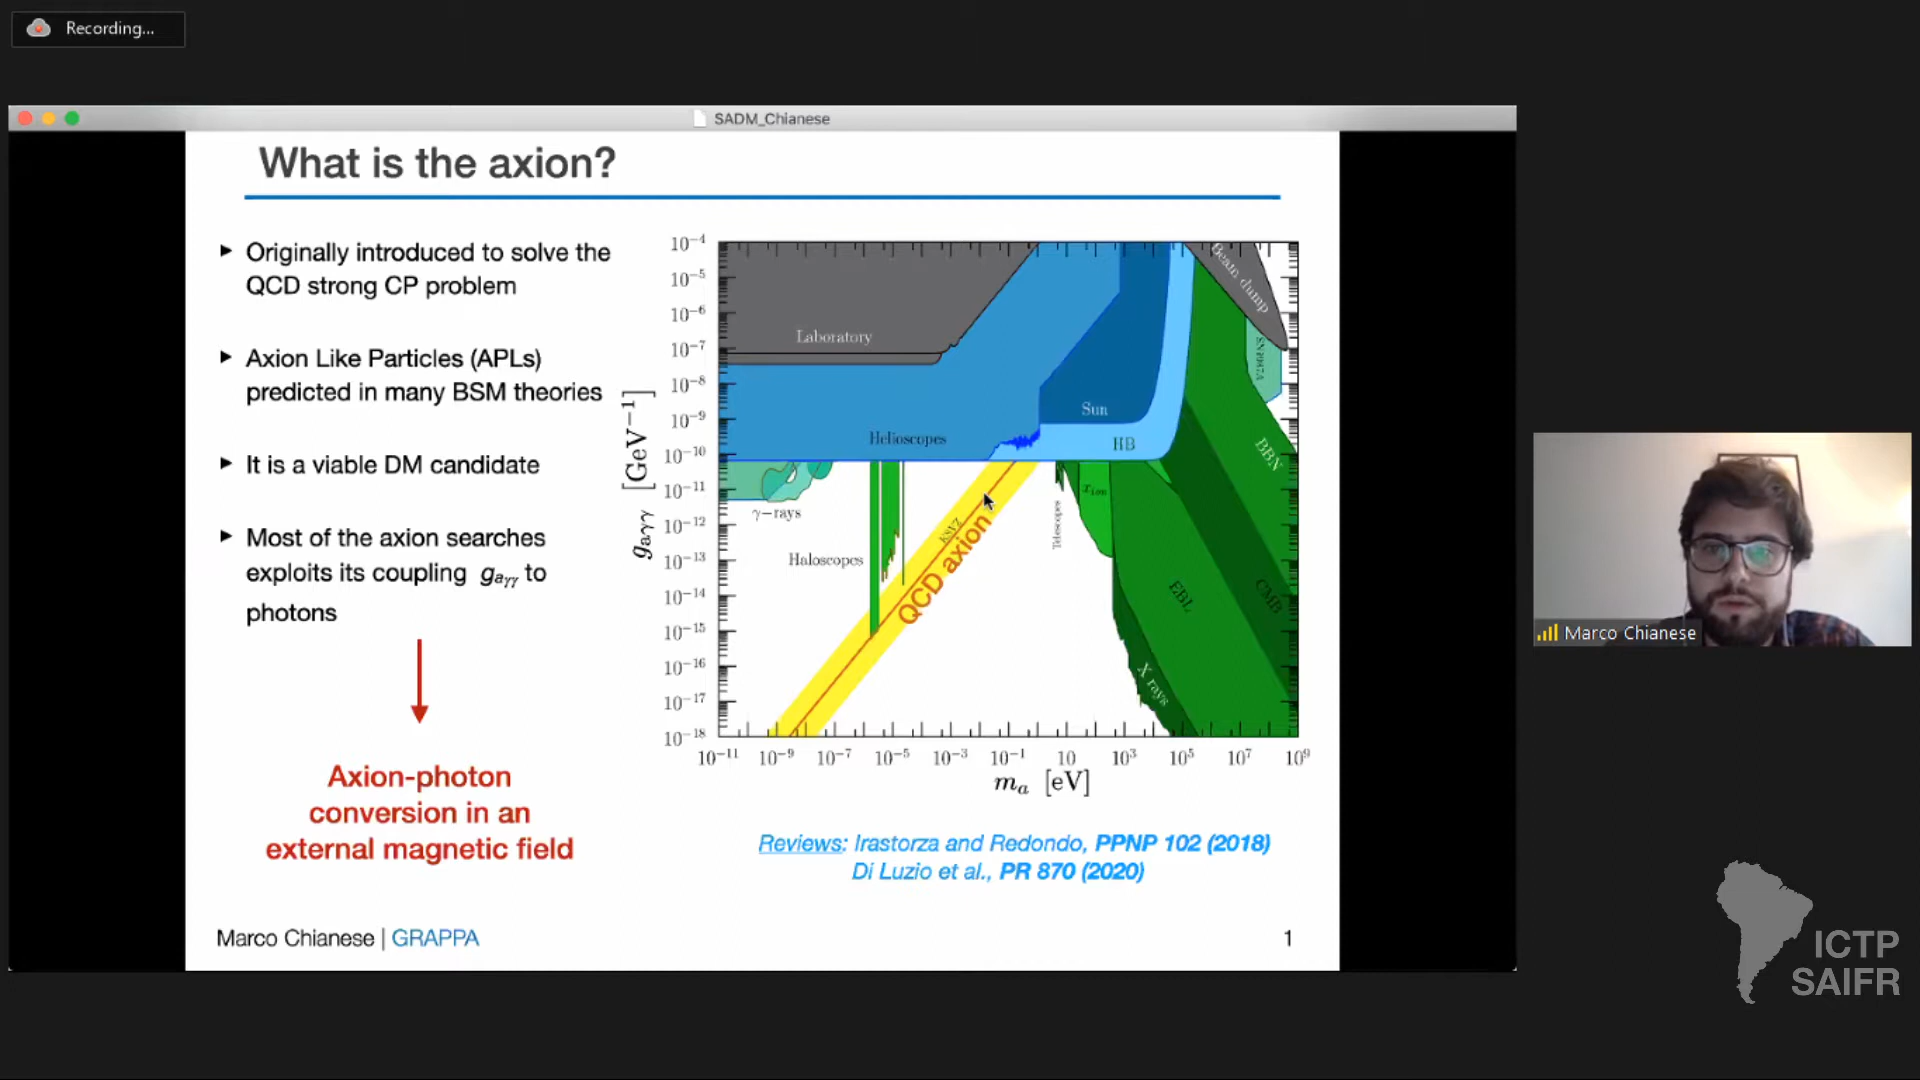 Recording...
SADM_Chianese
What is the axion?
► Originally introduced to solve the
QCD strong CP problem
► Axion Like Particles (APLs)
predicted in many BSM theories
► It is a viable DM candidate
► Most of the axion searches
exploits its coupling gₐᵧᵧ to
photons
Axion-photon
conversion in an
external magnetic field
gₐᵧᵧ [GeV⁻¹]
10⁻⁴
10⁻⁵
10⁻⁶
10⁻⁷
10⁻⁸
10⁻⁹
10⁻¹⁰
10⁻¹¹
10⁻¹²
10⁻¹³
10⁻¹⁴
10⁻¹⁵
10⁻¹⁶
10⁻¹⁷
10⁻¹⁸
Laboratory
Helioscopes
Sun
HB
Beam dump
SN1987A
BBN
γ−rays
Haloscopes
KSVZ
QCD axion
Telescopes
xion
EBL
CMB
X rays
10⁻¹¹ 10⁻⁹ 10⁻⁷ 10⁻⁵ 10⁻³ 10⁻¹ 10 10³ 10⁵ 10⁷ 10⁹
mₐ [eV]
Reviews: Irastorza and Redondo, PPNP 102 (2018)
Di Luzio et al., PR 870 (2020)
Marco Chianese | GRAPPA
1
Marco Chianese
ICTP
SAIFR